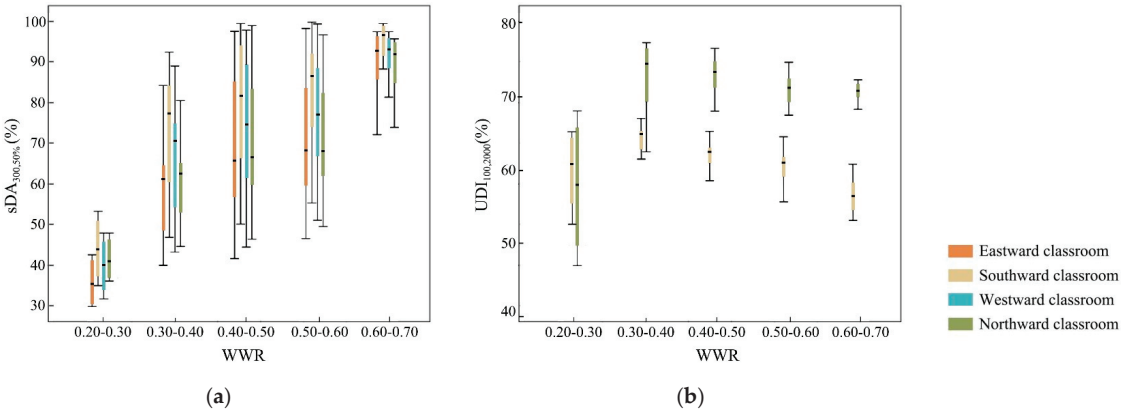 100
90
80
70
60
50
40
30
sDA300,50%(%)
0.20-0.30 0.30-0.40 0.40-0.50 0.50-0.60 0.60-0.70
WWR
(a)
80
70
60
50
40
UDI100,2000(%)
0.20-0.30 0.30-0.40 0.40-0.50 0.50-0.60 0.60-0.70
WWR
(b)
Eastward classroom
Southward classroom
Westward classroom
Northward classroom